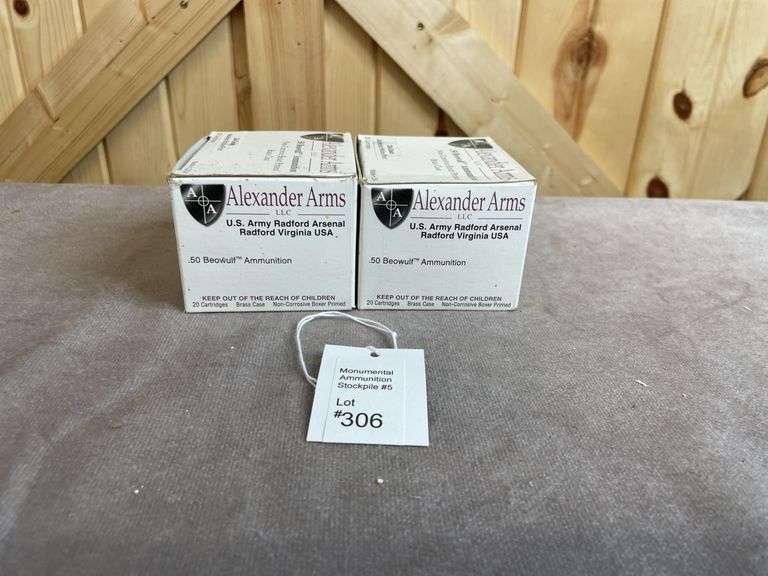 A A
Alexander Arms
LLC
U.S. Army Radford Arsenal
Radford Virginia USA
.50 Beowulf™ Ammunition
KEEP OUT OF THE REACH OF CHILDREN
20 Cartridges Brass Case Non-Corrosive Boxer Primed
A A
Alexander Arms
LLC
U.S. Army Radford Arsenal
Radford Virginia USA
.50 Beowulf™ Ammunition
KEEP OUT OF THE REACH OF CHILDREN
20 Cartridges Brass Case Non-Corrosive Boxer Primed
Monumental
Ammunition
Stockpile #5
Lot
#306